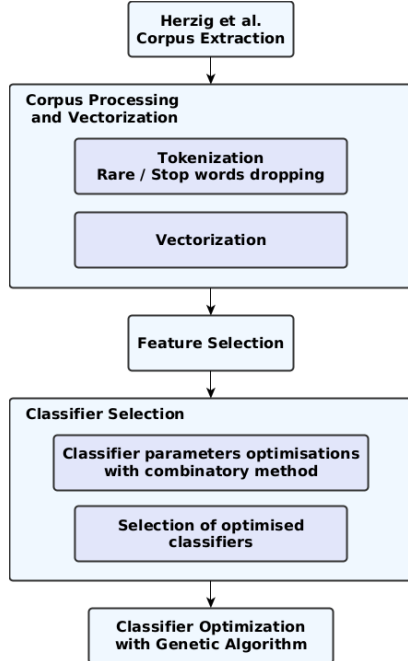 Herzig et al.
Corpus Extraction
Corpus Processing
and Vectorization
Tokenization
Rare / Stop words dropping
Vectorization
Feature Selection
Classifier Selection
Classifier parameters optimisations
with combinatory method
Selection of optimised
classifiers
Classifier Optimization
with Genetic Algorithm